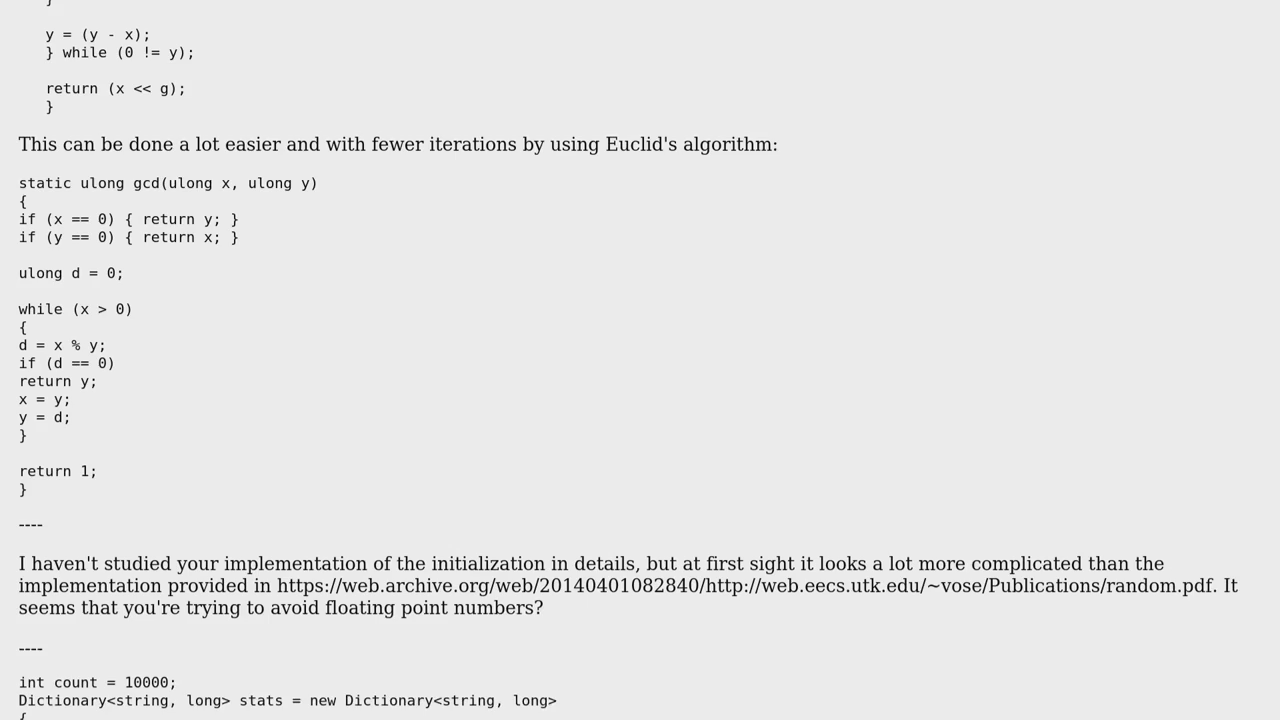 }
y = (y - x);
} while (0 != y);
return (x << g);
}
This can be done a lot easier and with fewer iterations by using Euclid's algorithm:
static ulong gcd(ulong x, ulong y)
{
if (x == 0) { return y; }
if (y == 0) { return x; }
ulong d = 0;
while (x > 0)
{
d = x % y;
if (d == 0)
return y;
x = y;
y = d;
}
return 1;
}
----
I haven't studied your implementation of the initialization in details, but at first sight it looks a lot more complicated than the
implementation provided in https://web.archive.org/web/20140401082840/http://web.eecs.utk.edu/~vose/Publications/random.pdf. It
seems that you're trying to avoid floating point numbers?
----
int count = 10000;
Dictionary<string, long> stats = new Dictionary<string, long>
{